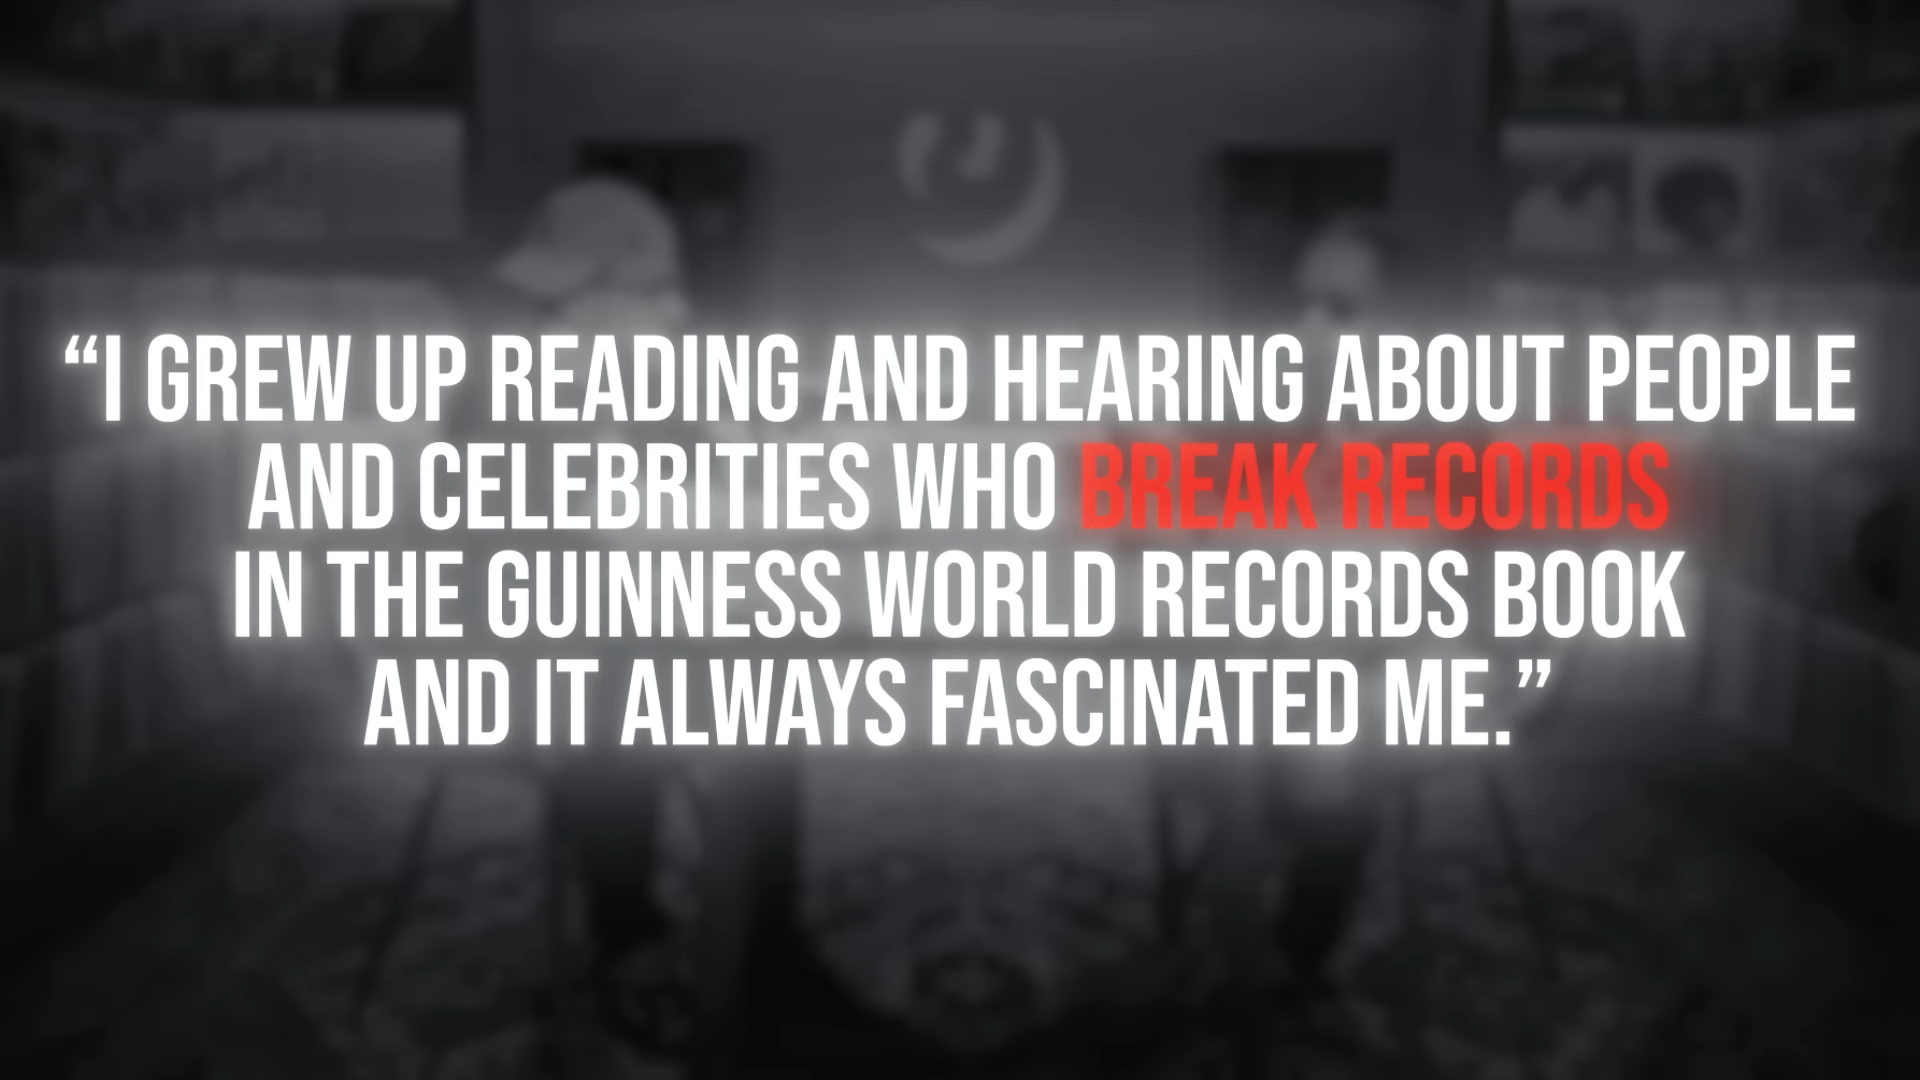 “I GREW UP READING AND HEARING ABOUT PEOPLE
AND CELEBRITIES WHO BREAK RECORDS
IN THE GUINNESS WORLD RECORDS BOOK
AND IT ALWAYS FASCINATED ME.”